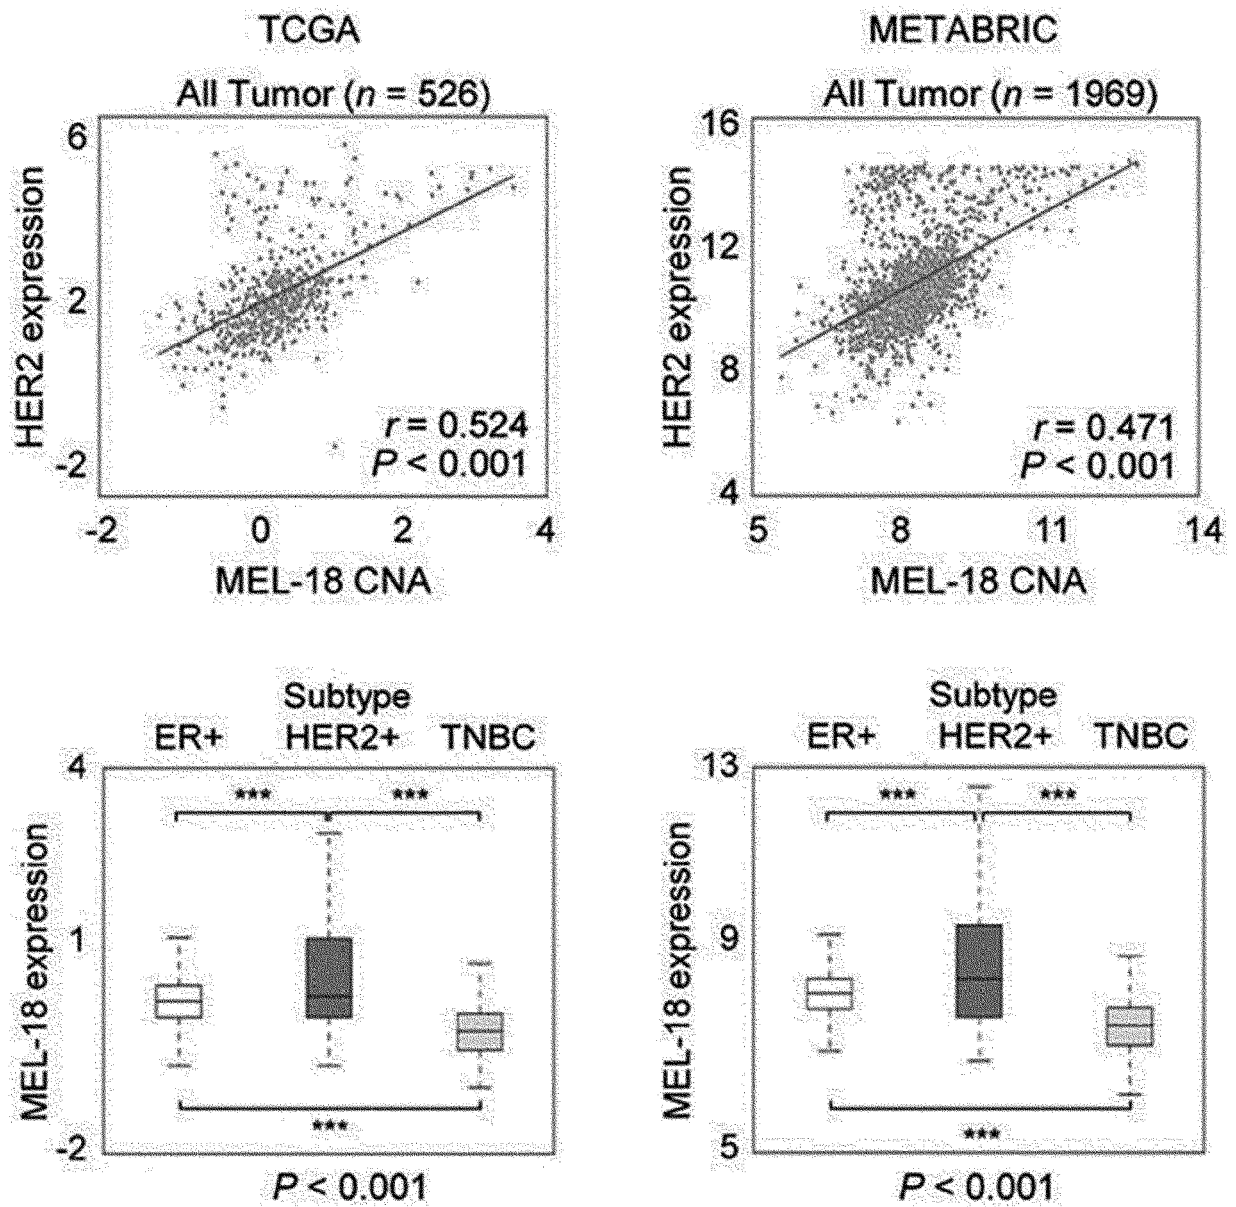 TCGA
All Tumor (n = 526)
6
2
-2
HER2 expression
r = 0.524
P < 0.001
-2 0 2 4
MEL-18 CNA
METABRIC
All Tumor (n = 1969)
16
12
8
4
HER2 expression
r = 0.471
P < 0.001
5 8 11 14
MEL-18 CNA
Subtype
ER+ HER2+ TNBC
4
1
-2
MEL-18 expression
*** ***
***
P < 0.001
Subtype
ER+ HER2+ TNBC
13
9
5
MEL-18 expression
*** ***
***
P < 0.001